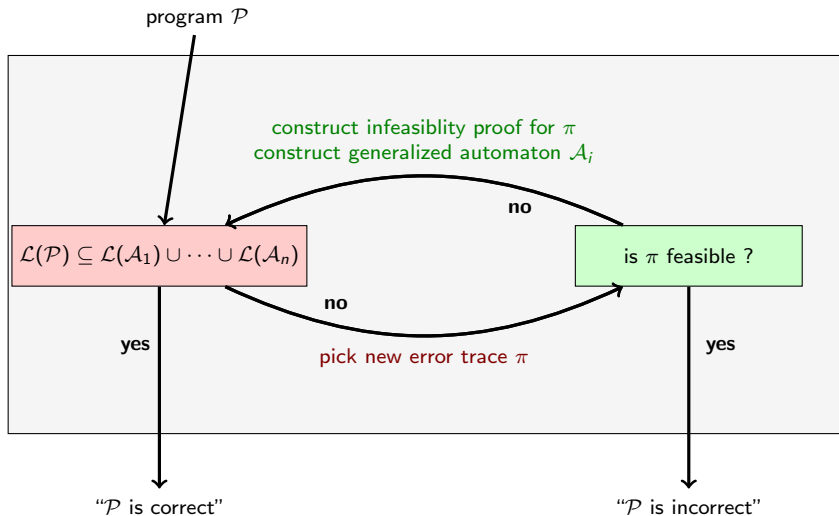 program 𝒫
construct infeasiblity proof for π
construct generalized automaton 𝒜ᵢ
no
ℒ(𝒫) ⊆ ℒ(𝒜₁) ∪ ⋯ ∪ ℒ(𝒜ₙ)
is π feasible ?
no
yes
pick new error trace π
yes
“𝒫 is correct”
“𝒫 is incorrect”